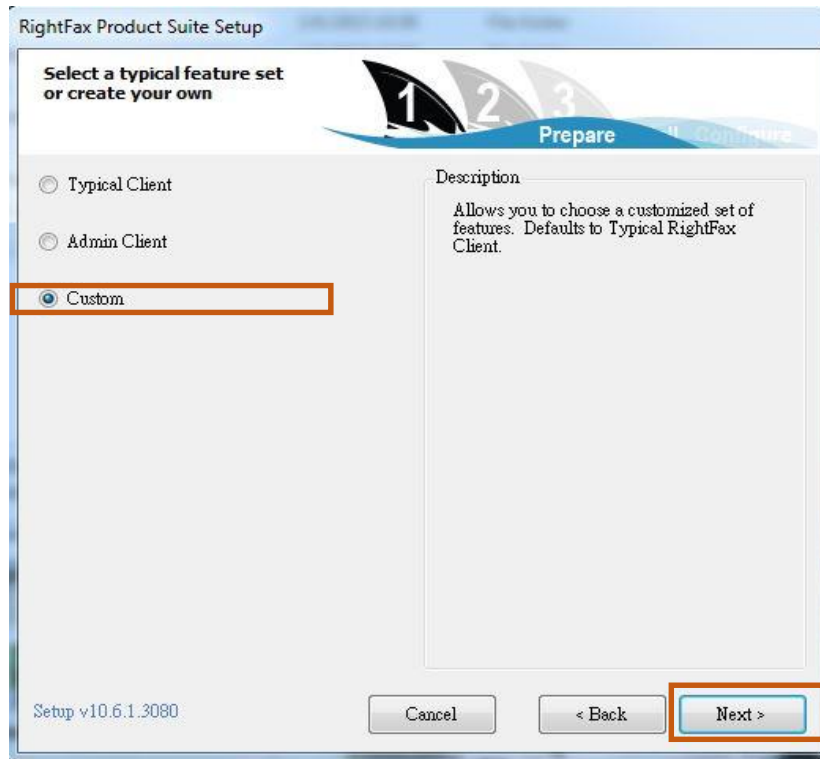 RightFax Product Suite Setup
Select a typical feature set
or create your own
1 2 3
Prepare Configure
Typical Client
Admin Client
Custom
Description
Allows you to choose a customized set of
features. Defaults to Typical RightFax
Client.
Setup v10.6.1.3080
Cancel
< Back
Next >